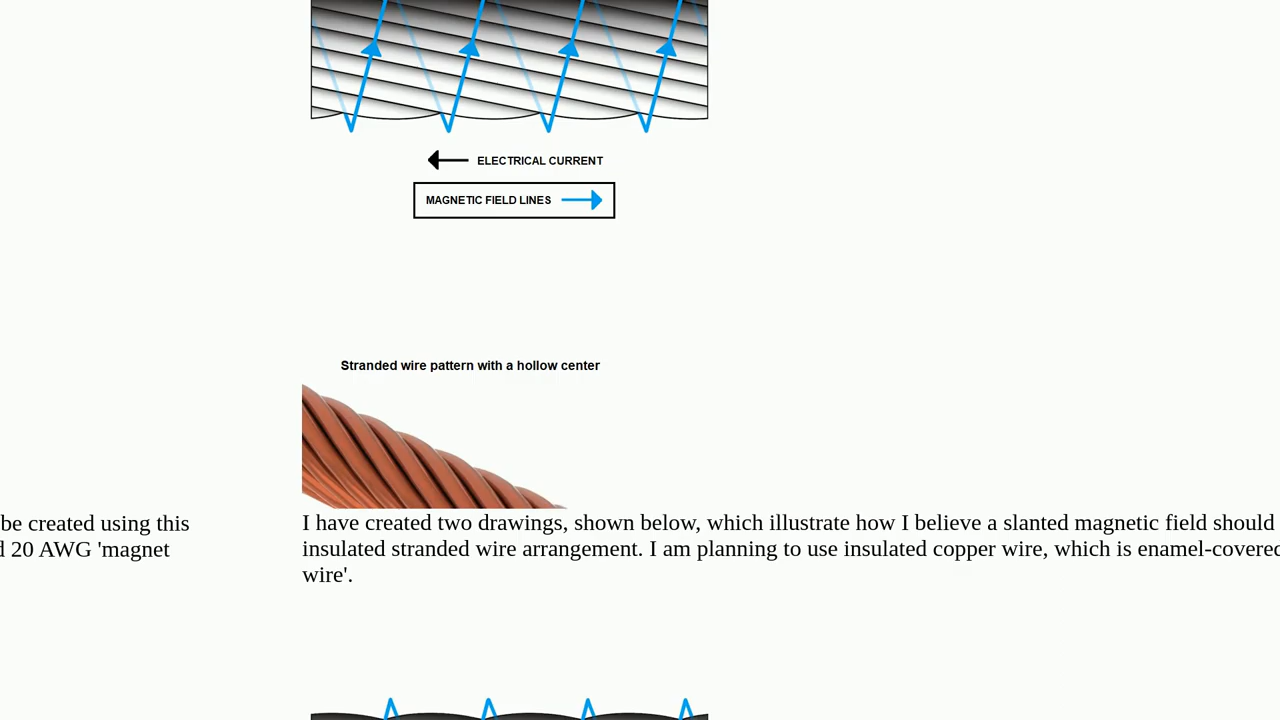 ELECTRICAL CURRENT
MAGNETIC FIELD LINES
Stranded wire pattern with a hollow center
be created using this
20 AWG 'magnet
I have created two drawings, shown below, which illustrate how I believe a slanted magnetic field should
insulated stranded wire arrangement. I am planning to use insulated copper wire, which is enamel-covered
wire'.